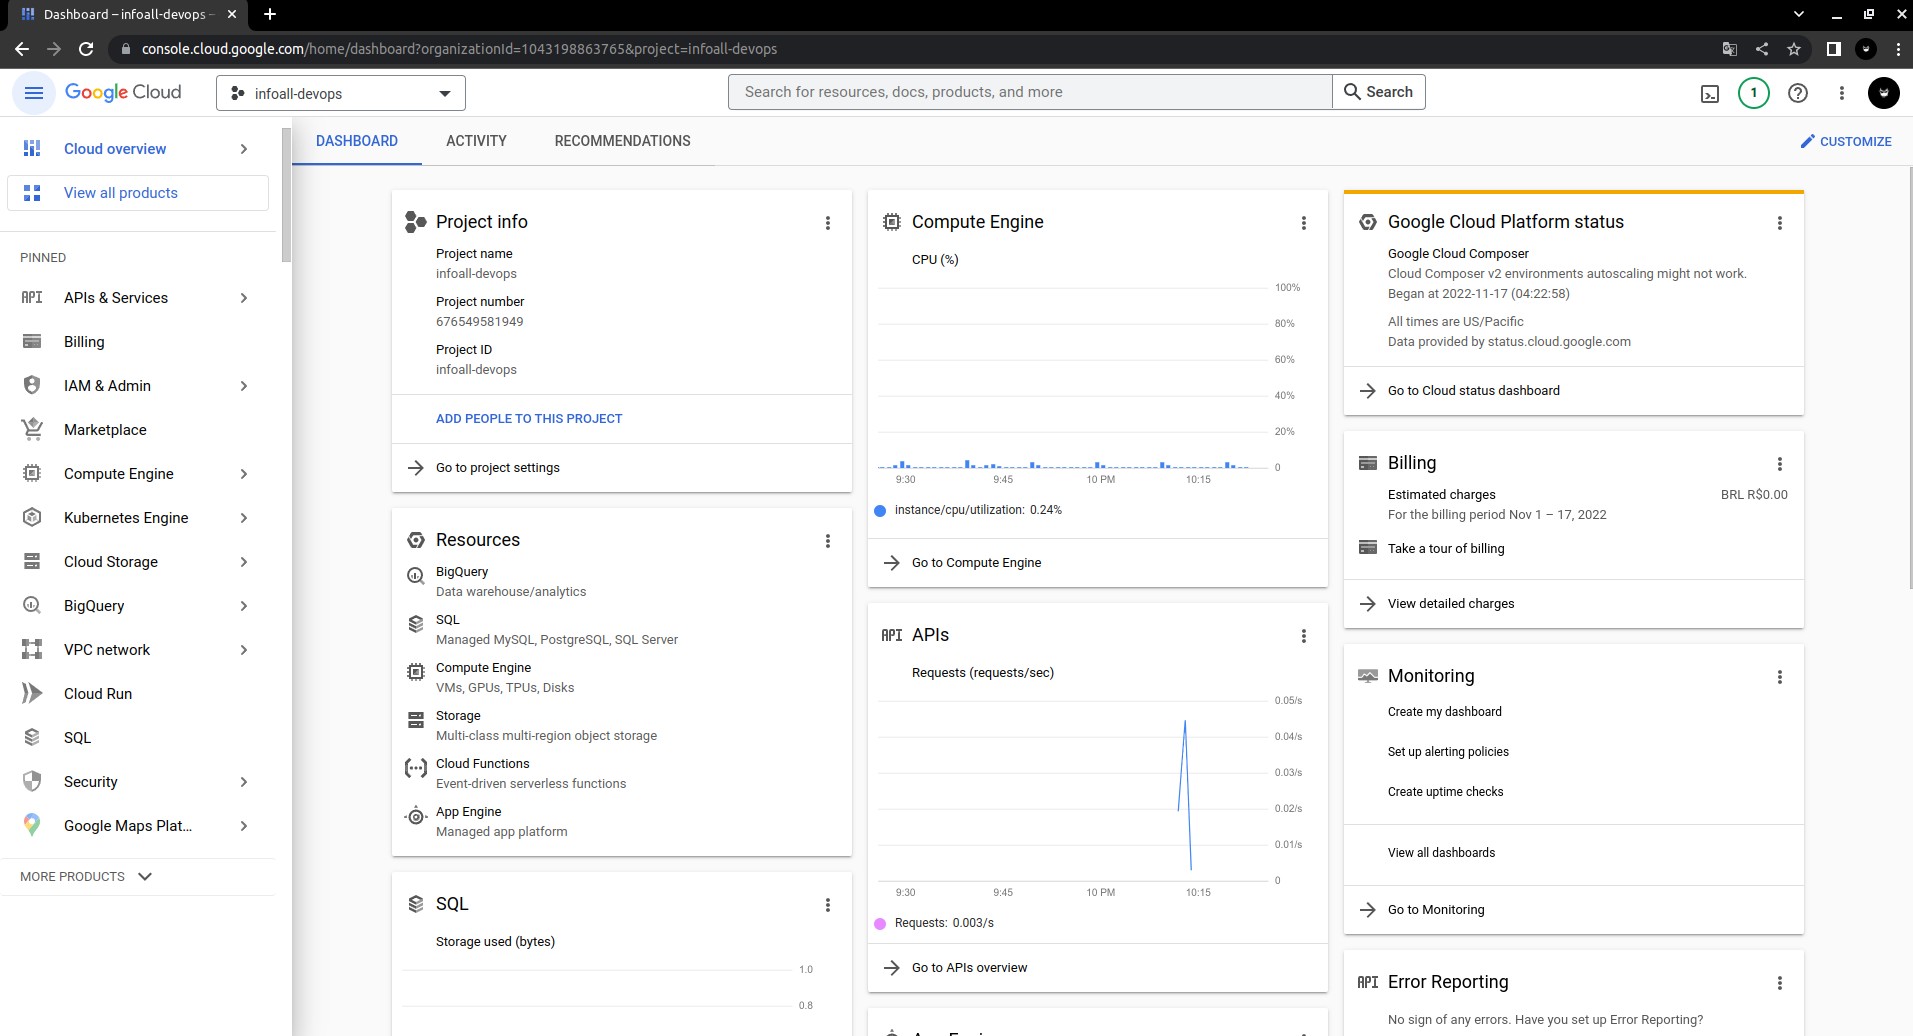 Dashboard – infoall-devops –
console.cloud.google.com/home/dashboard?organizationId=1043198863765&project=infoall-devops
Google Cloud
infoall-devops
Search for resources, docs, products, and more
Search
1
Cloud overview
View all products
PINNED
APIs & Services
Billing
IAM & Admin
Marketplace
Compute Engine
Kubernetes Engine
Cloud Storage
BigQuery
VPC network
Cloud Run
SQL
Security
Google Maps Plat...
MORE PRODUCTS
DASHBOARD
ACTIVITY
RECOMMENDATIONS
CUSTOMIZE
Project info
Project name
infoall-devops
Project number
676549581949
Project ID
infoall-devops
ADD PEOPLE TO THIS PROJECT
Go to project settings
Resources
BigQuery
Data warehouse/analytics
SQL
Managed MySQL, PostgreSQL, SQL Server
Compute Engine
VMs, GPUs, TPUs, Disks
Storage
Multi-class multi-region object storage
Cloud Functions
Event-driven serverless functions
App Engine
Managed app platform
SQL
Storage used (bytes)
1.0
0.8
Compute Engine
CPU (%)
100%
80%
60%
40%
20%
0
9:30 9:45 10 PM 10:15
instance/cpu/utilization: 0.24%
Go to Compute Engine
API APIs
Requests (requests/sec)
0.05/s
0.04/s
0.03/s
0.02/s
0.01/s
0
9:30 9:45 10 PM 10:15
Requests: 0.003/s
Go to APIs overview
Google Cloud Platform status
Google Cloud Composer
Cloud Composer v2 environments autoscaling might not work.
Began at 2022-11-17 (04:22:58)
All times are US/Pacific
Data provided by status.cloud.google.com
Go to Cloud status dashboard
Billing
Estimated charges BRL R$0.00
For the billing period Nov 1 – 17, 2022
Take a tour of billing
View detailed charges
Monitoring
Create my dashboard
Set up alerting policies
Create uptime checks
View all dashboards
Go to Monitoring
API Error Reporting
No sign of any errors. Have you set up Error Reporting?